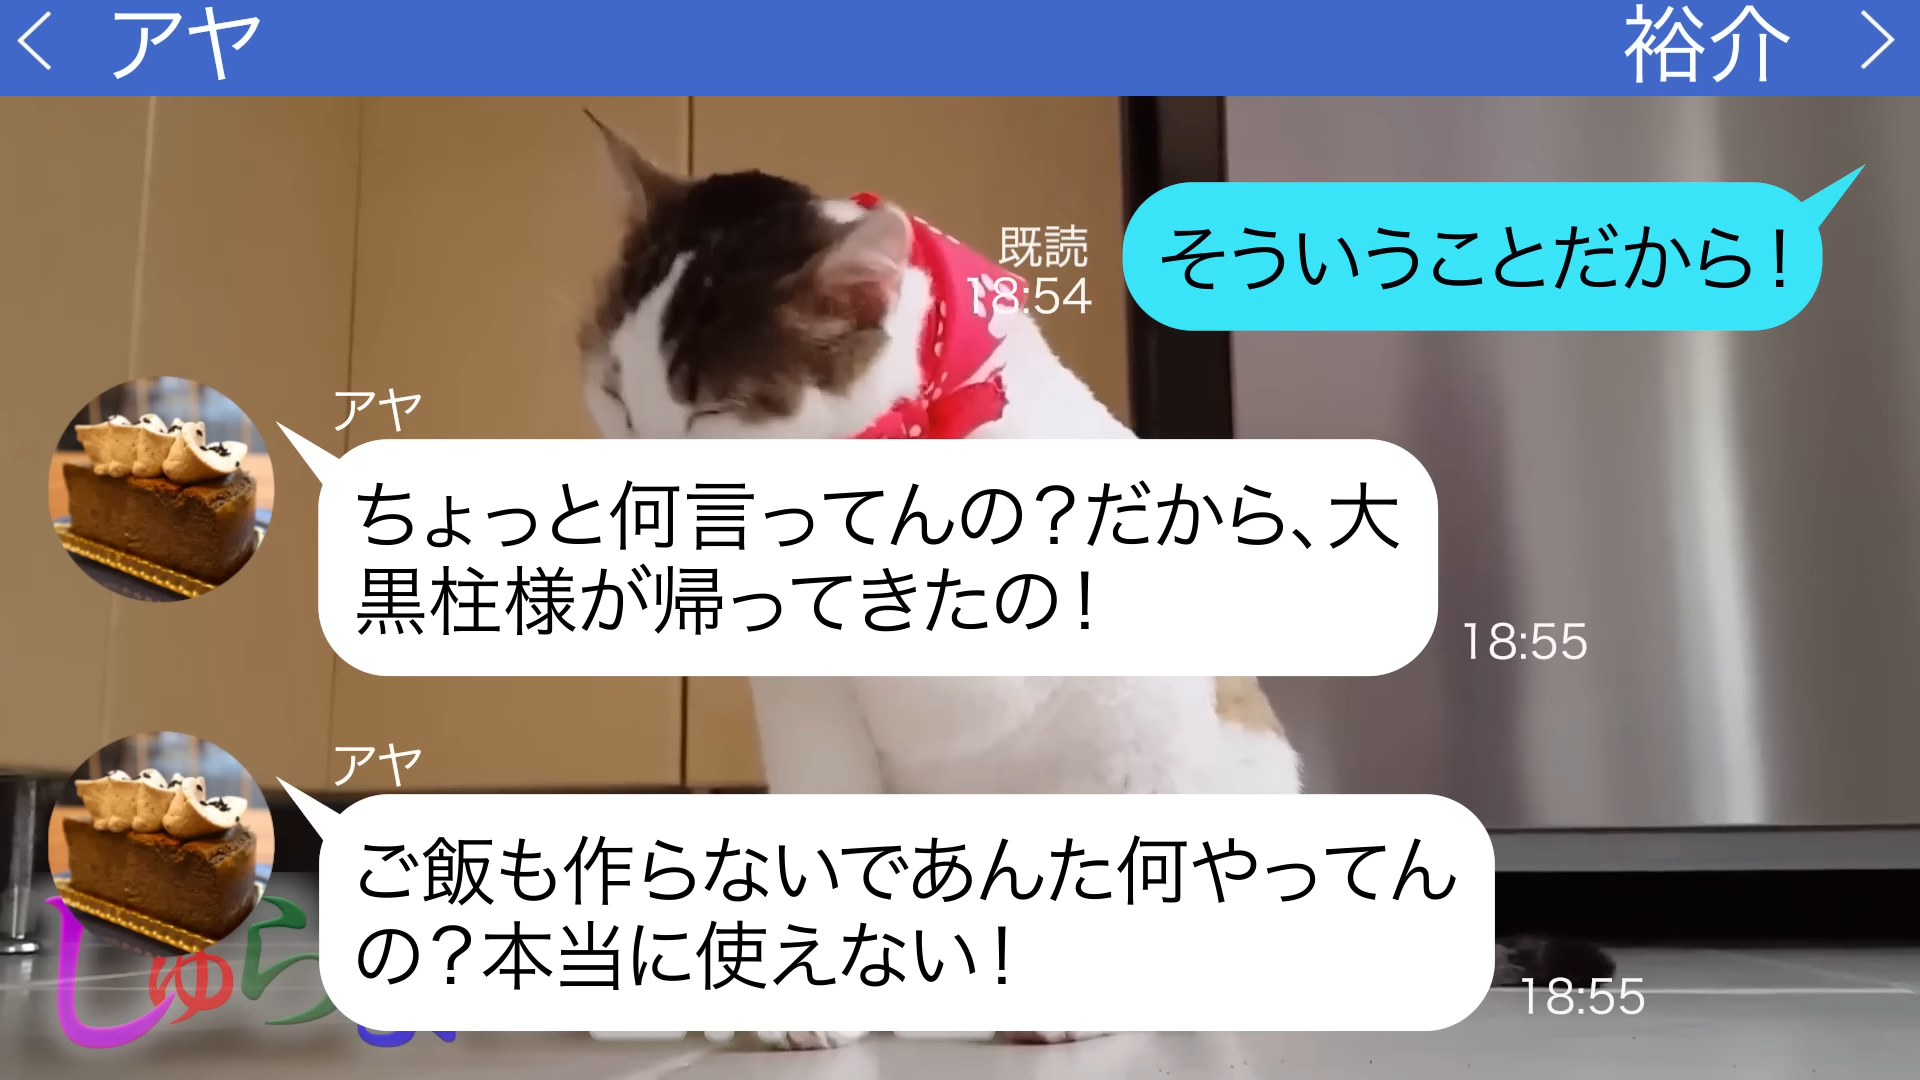 アヤ
裕介
そういうことだから!
既読
18:54
アヤ
ちょっと何言ってんの?だから、大
黒柱様が帰ってきたの!
18:55
アヤ
ご飯も作らないであんた何やってん
の?本当に使えない!
18:55
しゅら